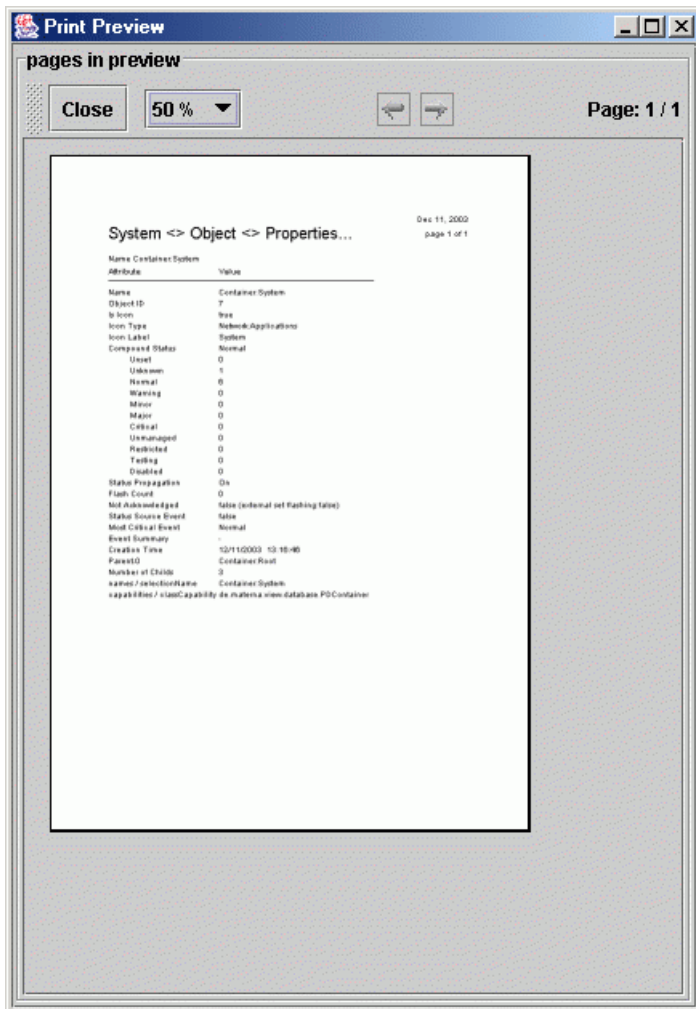 Print Preview
pages in preview
Close 50 % Page: 1 / 1
Dec 11, 2003
System <> Object <> Properties... page 1 of 1
Name Container:System
Attribute Value
Name Container:System
Object ID 7
Is Icon true
Icon Type Network:Applications
Icon Label System
Compound Status Normal
Unset 0
Unknown 1
Normal 6
Warning 0
Minor 0
Major 0
Critical 0
Unmanaged 0
Restricted 0
Testing 0
Disabled 0
Status Propagation On
Flash Count 0
Not Acknowledged false (external set flashing:false)
Status Source Event false
Most Critical Event Normal
Event Summary -
Creation Time 12/11/2003 13:16:46
Parent:0 Container:Root
Number of Childs 3
names / selectionName Container:System
capabilities / classCapability de.materna.view.database.PDContainer